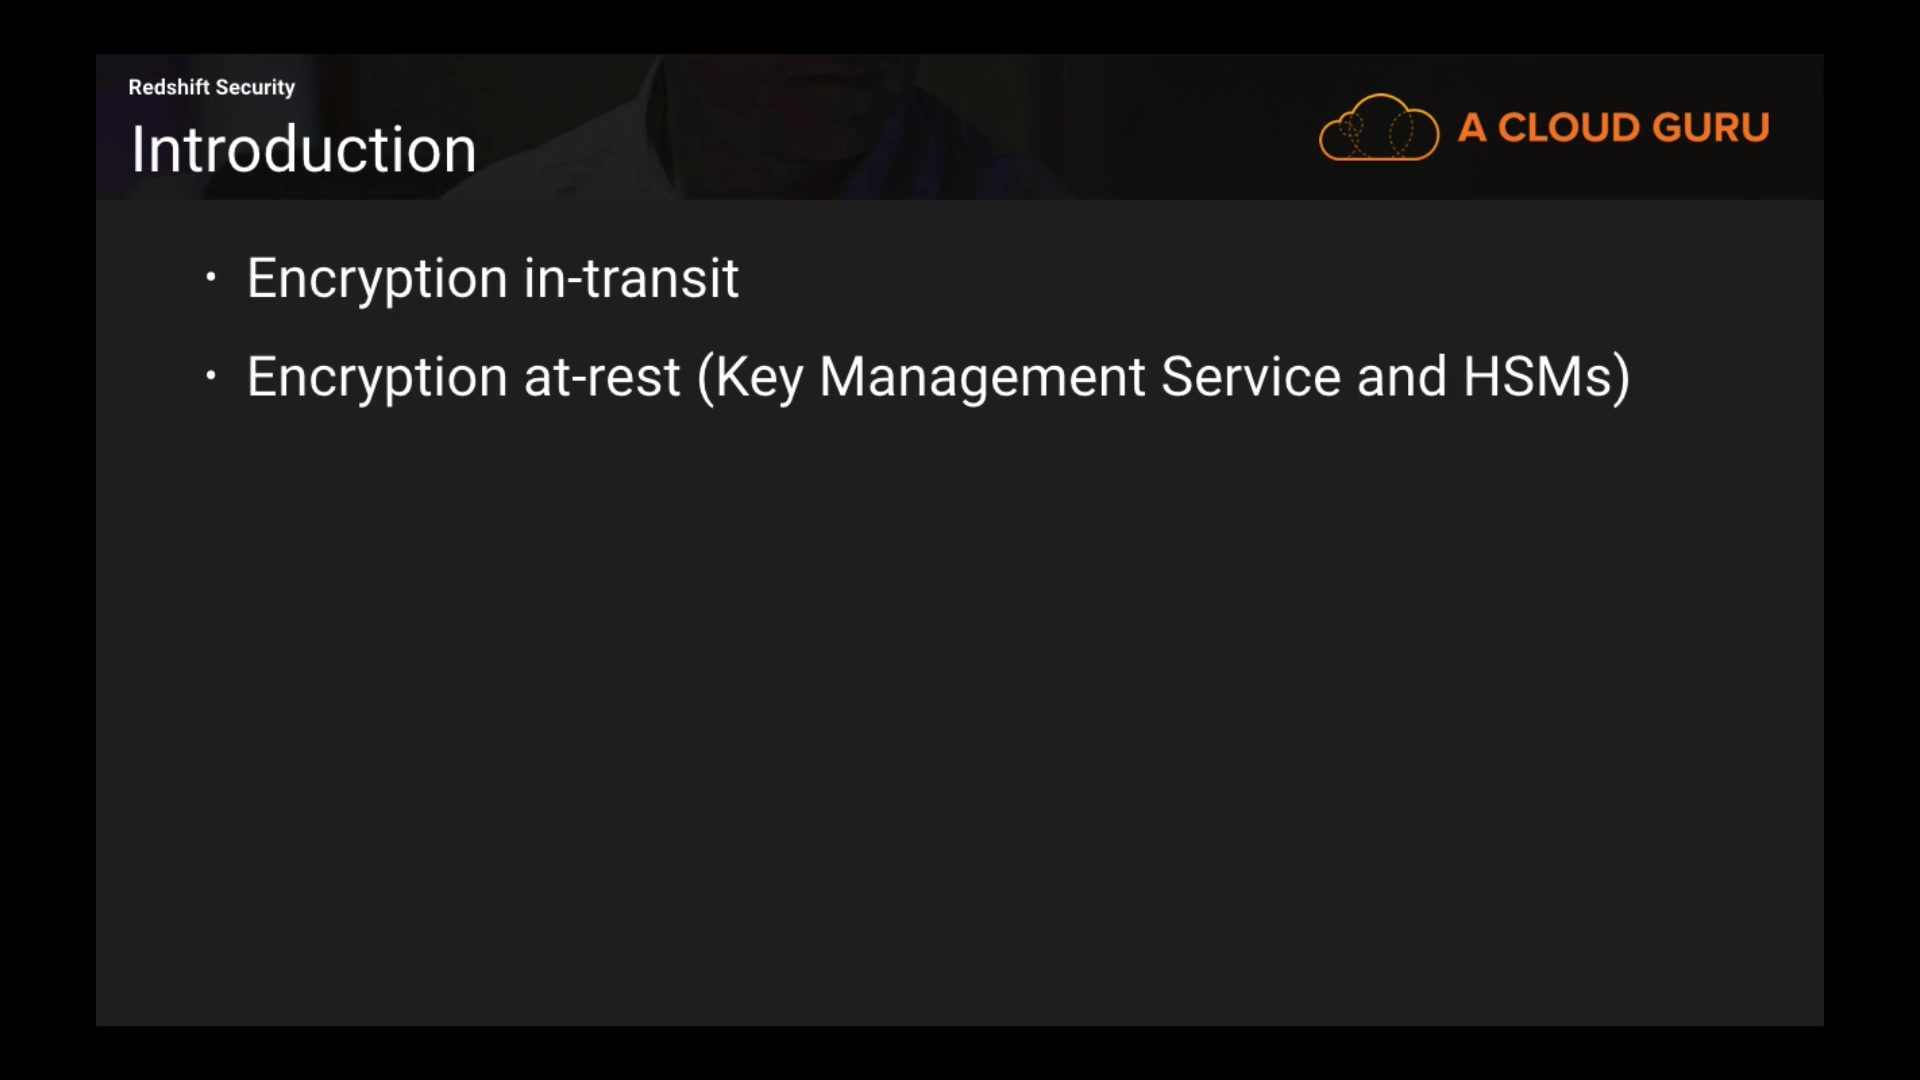 Redshift Security
Introduction
A CLOUD GURU
· Encryption in-transit
· Encryption at-rest (Key Management Service and HSMs)